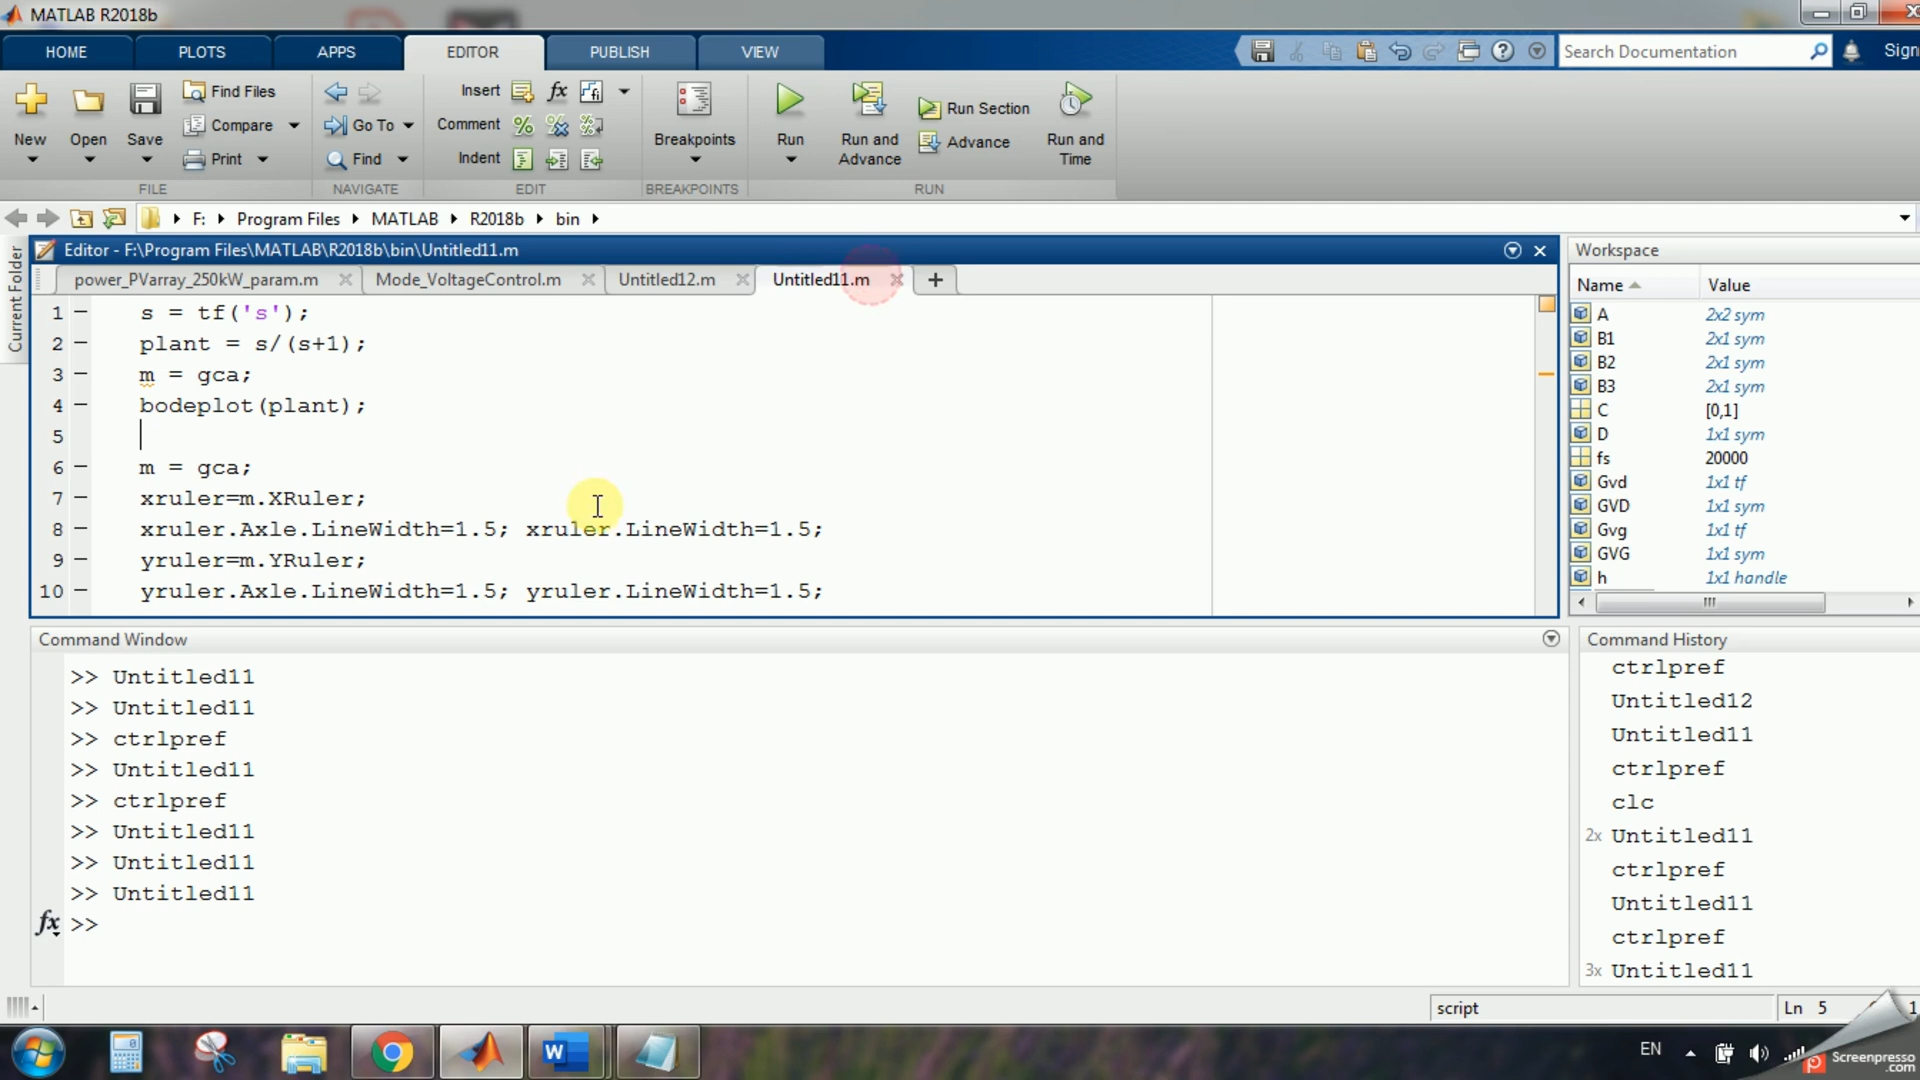 MATLAB R2018b
HOME PLOTS APPS EDITOR PUBLISH VIEW
Search Documentation
Sign
New
Open
Save
Find Files
Compare
Print
FILE
Go To
Find
NAVIGATE
Insert fx
Comment
Indent
EDIT
Breakpoints
BREAKPOINTS
Run
Run and Advance
Run Section
Advance
Run and Time
RUN
F: Program Files MATLAB R2018b bin
Current Folder
Editor - F:\Program Files\MATLAB\R2018b\bin\Untitled11.m
power_PVarray_250kW_param.m Mode_VoltageControl.m Untitled12.m Untitled11.m +
1 – s = tf('s');
2 – plant = s/(s+1);
3 – m = gca;
4 – bodeplot(plant);
5
6 – m = gca;
7 – xruler=m.XRuler;
8 – xruler.Axle.LineWidth=1.5; xruler.LineWidth=1.5;
9 – yruler=m.YRuler;
10 – yruler.Axle.LineWidth=1.5; yruler.LineWidth=1.5;
Workspace
Name Value
A 2x2 sym
B1 2x1 sym
B2 2x1 sym
B3 2x1 sym
C [0,1]
D 1x1 sym
fs 20000
Gvd 1x1 tf
GVD 1x1 sym
Gvg 1x1 tf
GVG 1x1 sym
h 1x1 handle
Command Window
>> Untitled11
>> Untitled11
>> ctrlpref
>> Untitled11
>> ctrlpref
>> Untitled11
>> Untitled11
>> Untitled11
fx >>
Command History
ctrlpref
Untitled12
Untitled11
ctrlpref
clc
2x Untitled11
ctrlpref
Untitled11
ctrlpref
3x Untitled11
script
Ln 5
1
EN
Screenpresso
.com